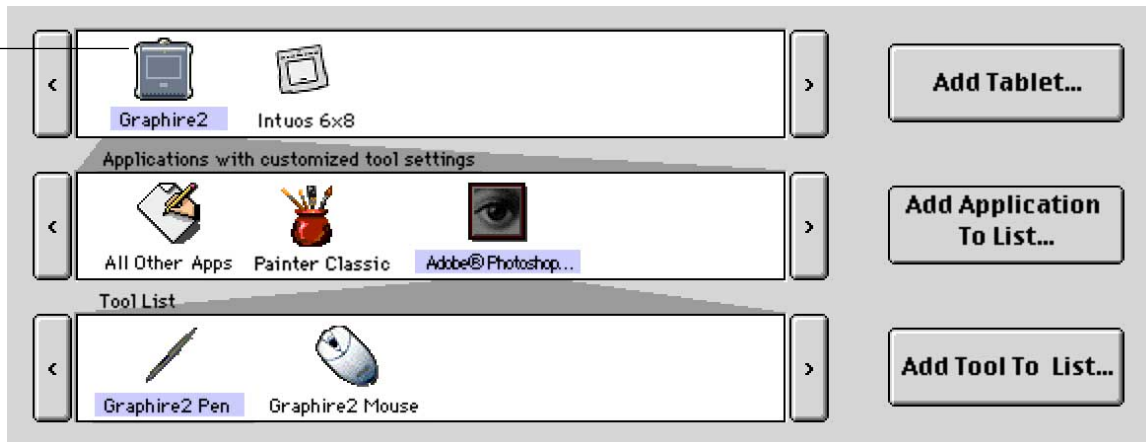 Graphire2 Intuos 6x8
Add Tablet...
Applications with customized tool settings
All Other Apps Painter Classic Adobe® Photoshop...
Add Application
To List...
Tool List
Graphire2 Pen Graphire2 Mouse
Add Tool To List...